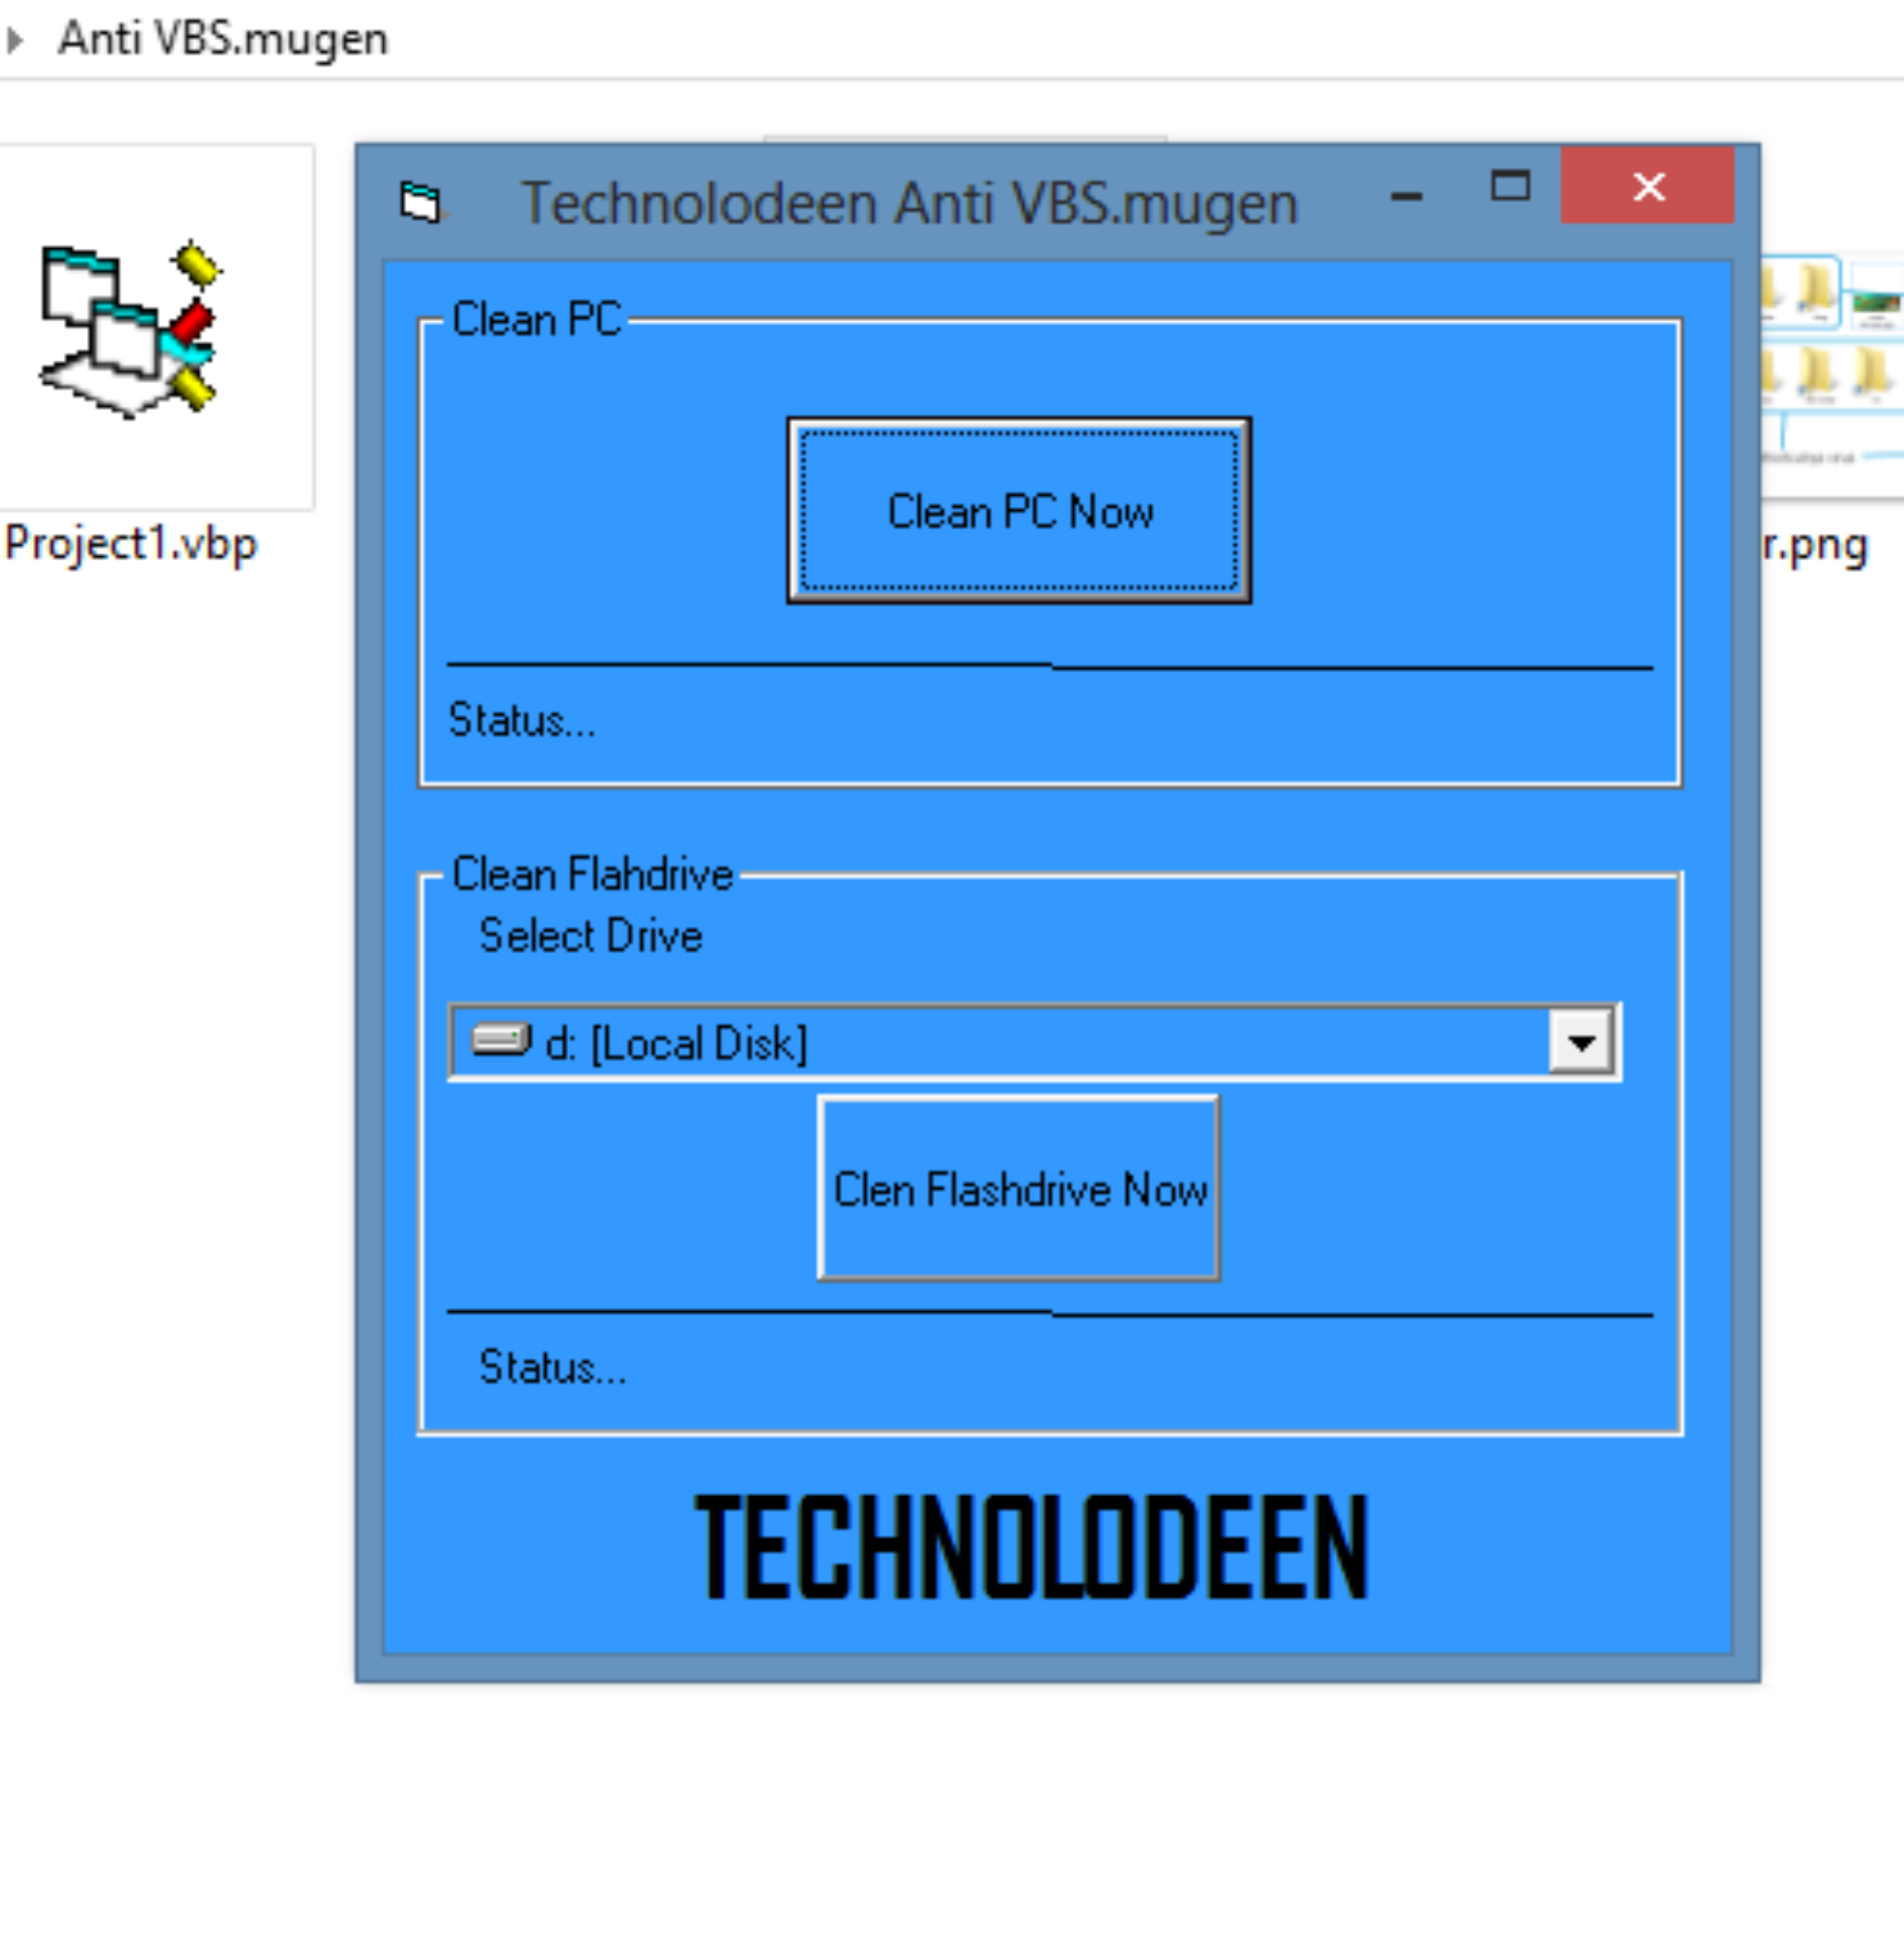 Anti VBS.mugen
Technolodeen Anti VBS.mugen
Project1.vbp
r.png
Clean PC
Clean PC Now
Status...
Clean Flahdrive
Select Drive
d: [Local Disk]
Clen Flashdrive Now
Status...
TECHNOLODEEN